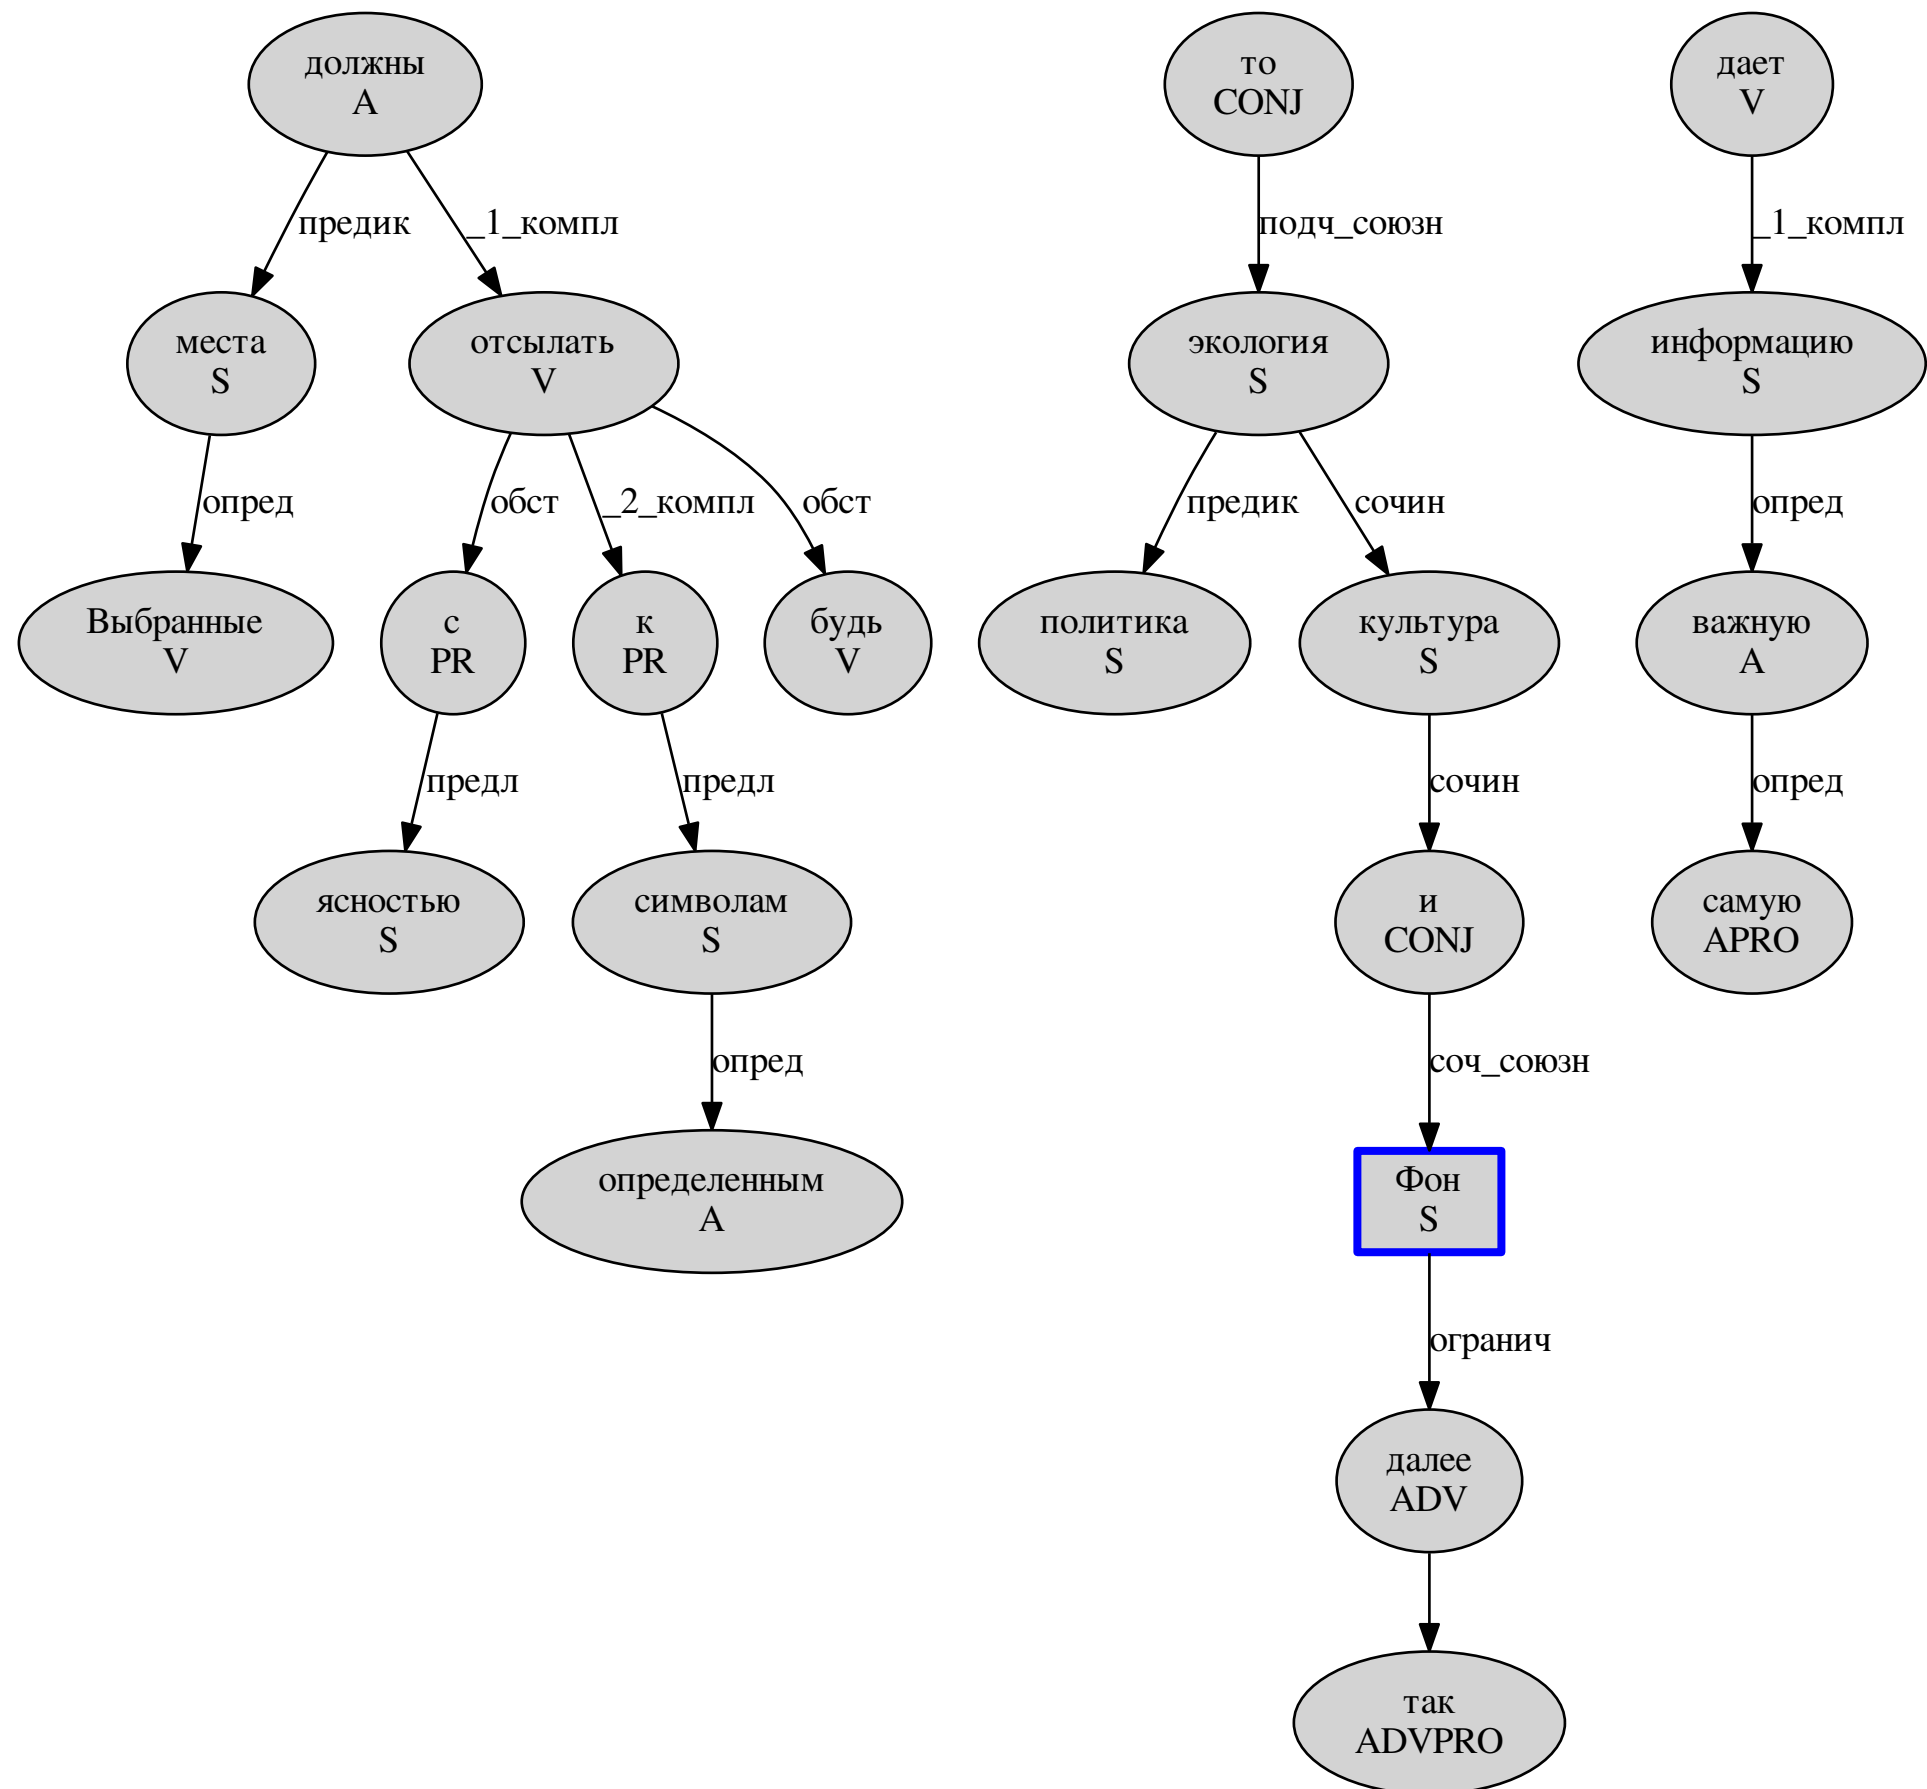 должны
A
то
CONJ
дает
V
предик
_1_компл
подч_союзн
_1_компл
места
S
отсылать
V
экология
S
информацию
S
опред
обст
_2_компл
обст
предик
сочин
опред
Выбранные
V
с
PR
к
PR
будь
V
политика
S
культура
S
важную
A
предл
предл
сочин
опред
ясностью
S
символам
S
и
CONJ
самую
APRO
опред
соч_союзн
определенным
A
Фон
S
огранич
далее
ADV
так
ADVPRO